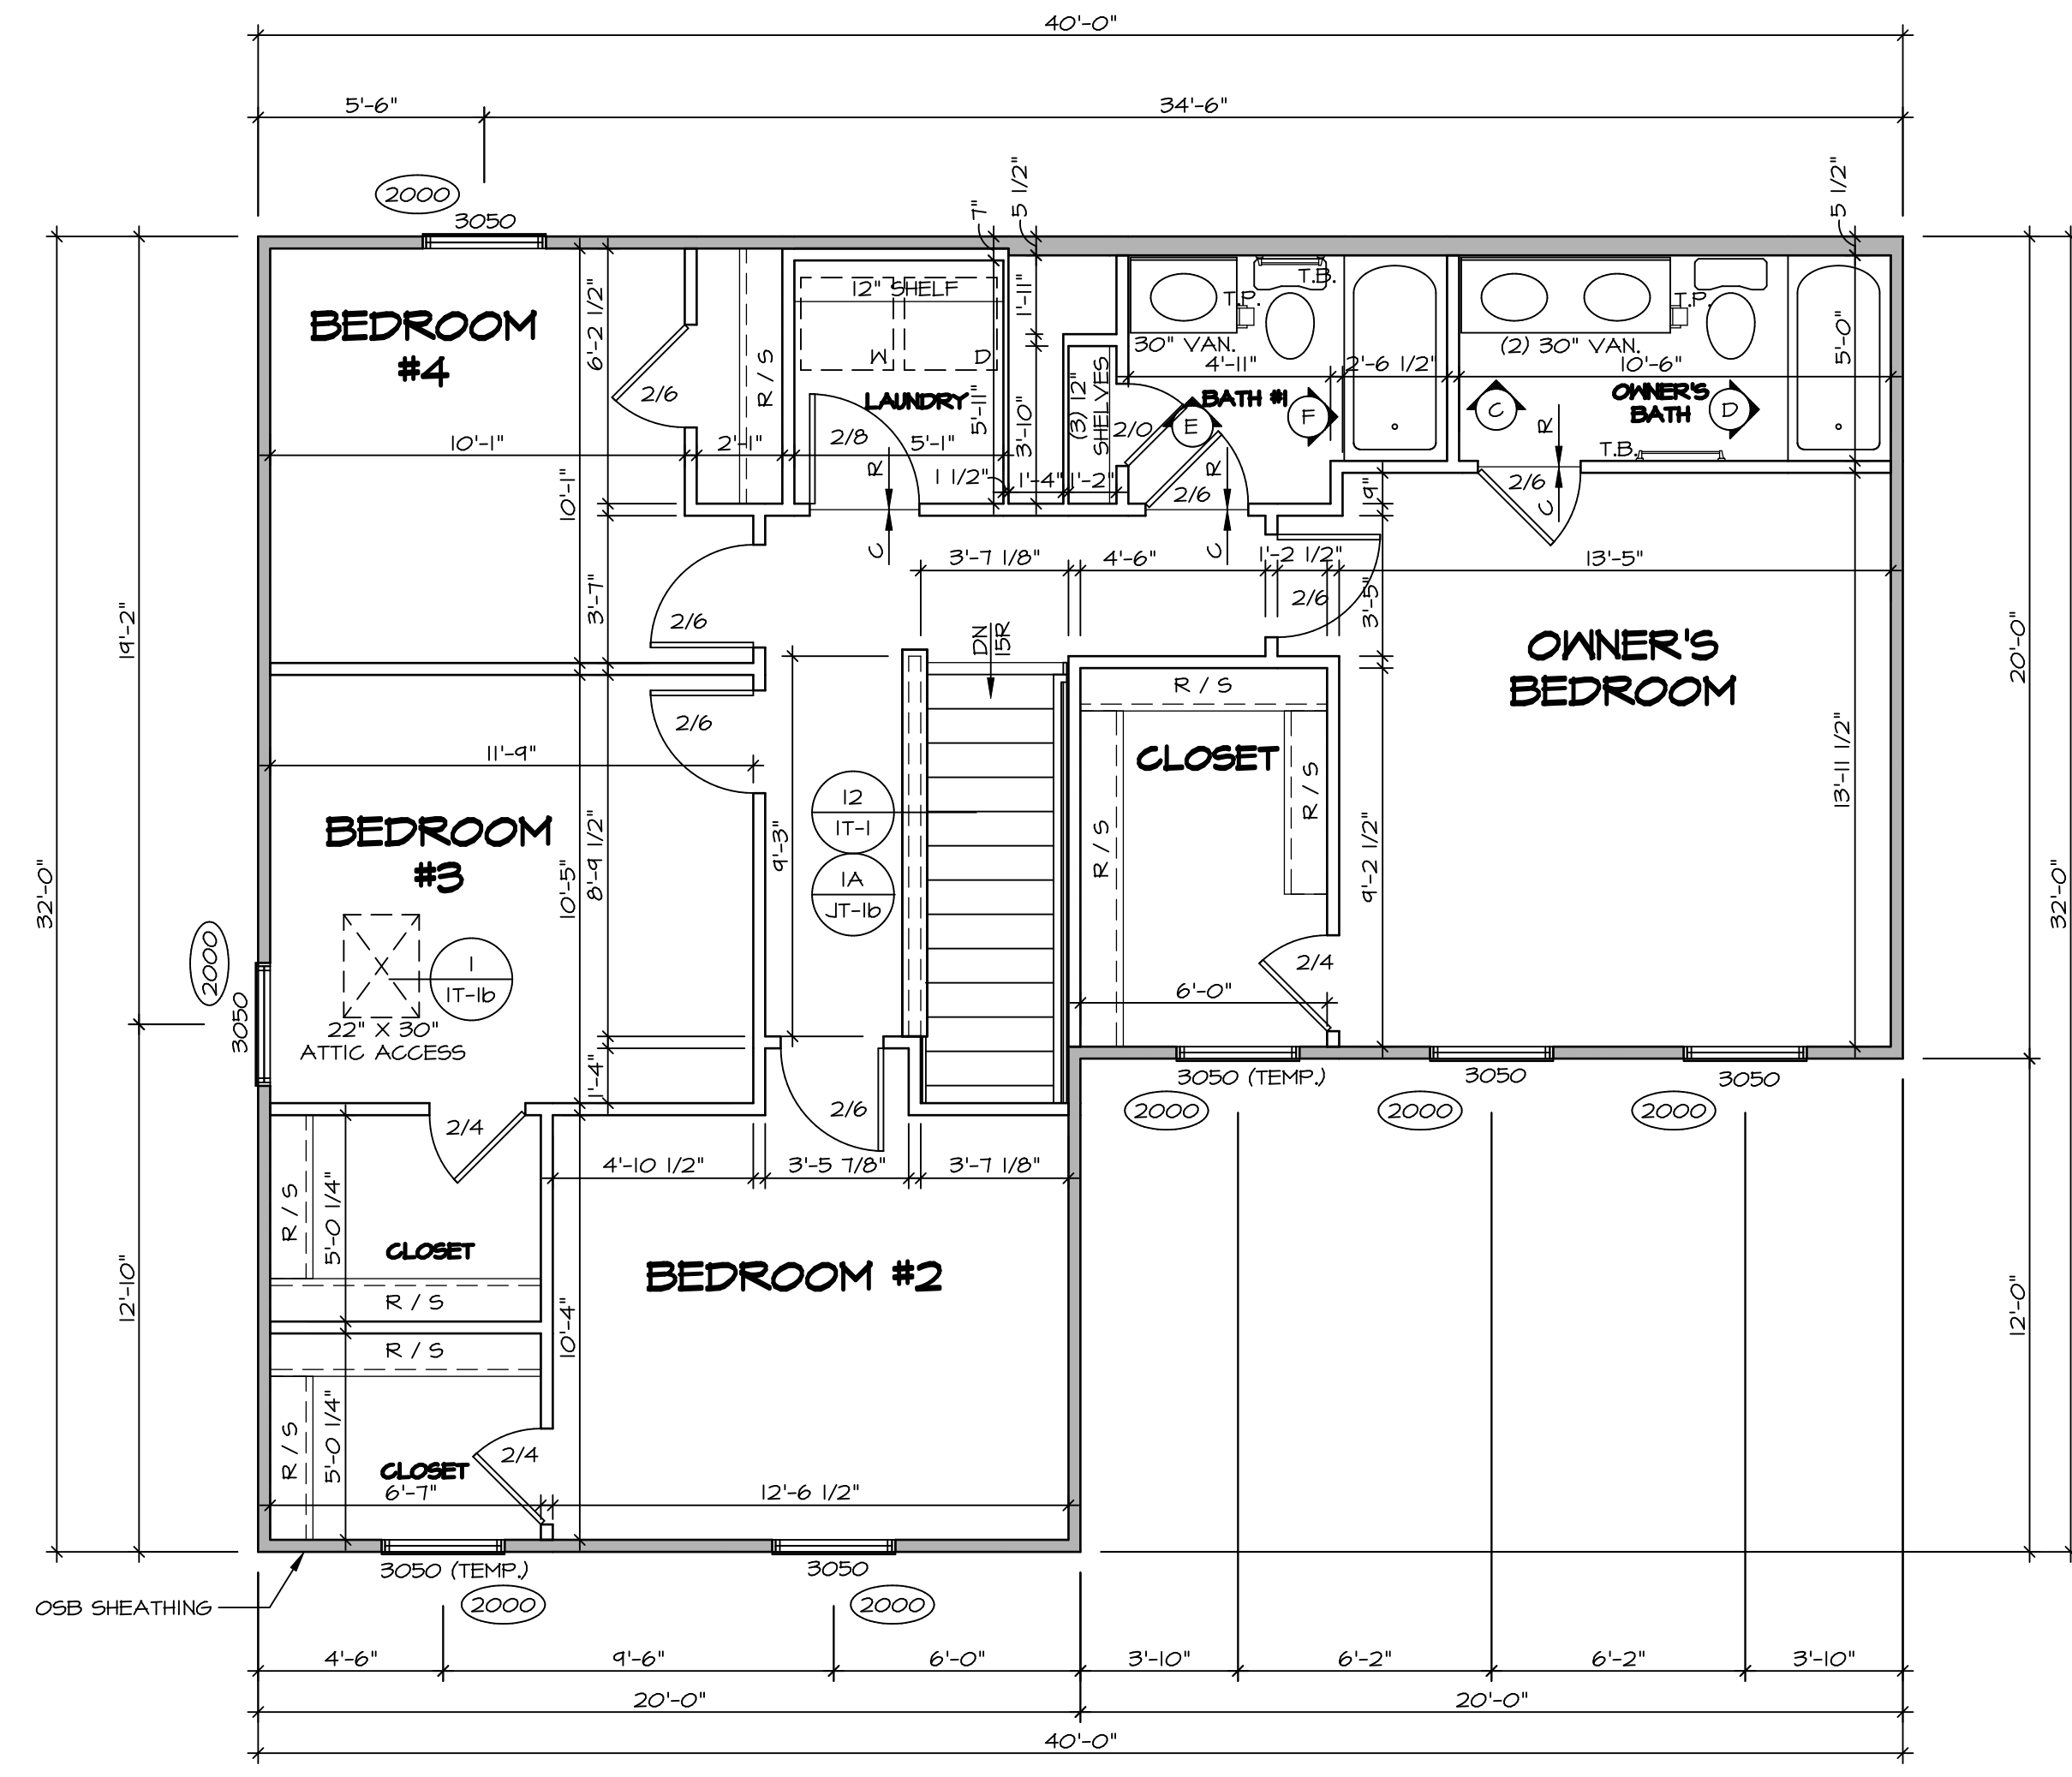 40'-0"
5'-6"
34'-6"
2000
3050
7"
5 1/2"
5 1/2"
BEDROOM
#4
6'-2 1/2"
R / S
12" SHELF
W
D
LAUNDRY
5'-11"
1'-11"
3'-10"
(3) 12"
SHELVES
T.B.
T.P.
30" VAN.
4'-11"
2'-6 1/2"
BATH #1
E
F
T.P.
(2) 30" VAN.
10'-6"
5'-0"
OWNER'S
BATH
C
D
R
T.B.
2/6
C
2/6
10'-1"
2'-1"
2/8
5'-1"
R
C
1 1/2"
1'-4"
1'-2"
2/0
2/6
R
C
19"
10'-1"
3'-7"
2/6
3'-7 1/8"
4'-6"
1'-2 1/2"
13'-5"
2/6
3'-5"
DN
15R
19'-2"
20'-0"
OWNER'S
BEDROOM
R / S
2/6
11'-9"
CLOSET
R / S
R / S
13'-11 1/2"
12
1T-1
1A
JT-1b
9'-3"
BEDROOM
#3
10'-5"
8'-9 1/2"
9'-2 1/2"
32'-0"
32'-0"
2000
3050
1
1T-1b
22" X 30"
ATTIC ACCESS
2/4
6'-0"
1'-4"
3050 (TEMP.)
3050
3050
2000
2000
2000
2/4
2/6
4'-10 1/2"
3'-5 7/8"
3'-7 1/8"
R / S
5'-0 1/4"
CLOSET
R / S
BEDROOM #2
12'-10"
12'-0"
10'-4"
R / S
R / S
5'-0 1/4"
2/4
CLOSET
6'-7"
12'-6 1/2"
3050 (TEMP.)
3050
2000
2000
OSB SHEATHING
4'-6"
9'-6"
6'-0"
3'-10"
6'-2"
6'-2"
3'-10"
20'-0"
20'-0"
40'-0"